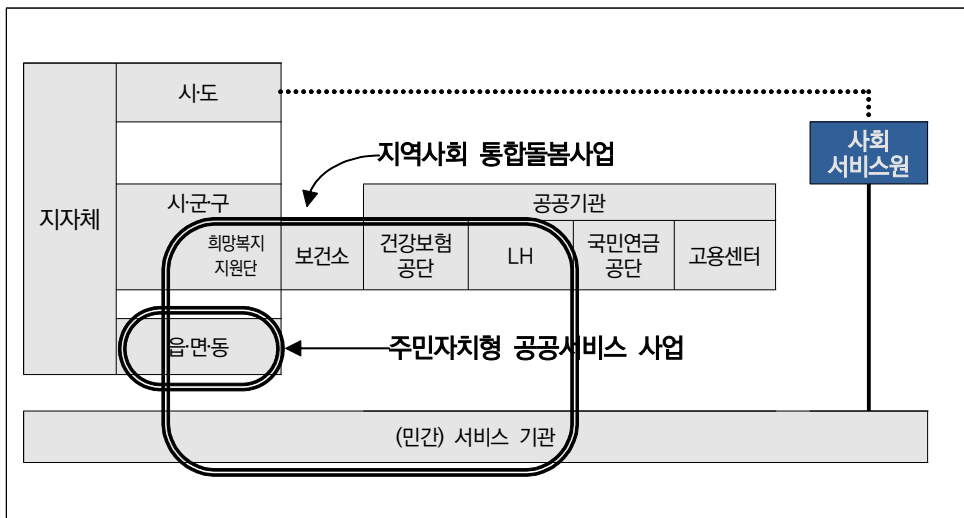 시·도
사회
서비스원
지역사회 통합돌봄사업
지자체
시·군·구
공공기관
희망복지
지원단
보건소
건강보험
공단
LH
국민연금
공단
고용센터
읍·면·동
주민자치형 공공서비스 사업
(민간) 서비스 기관